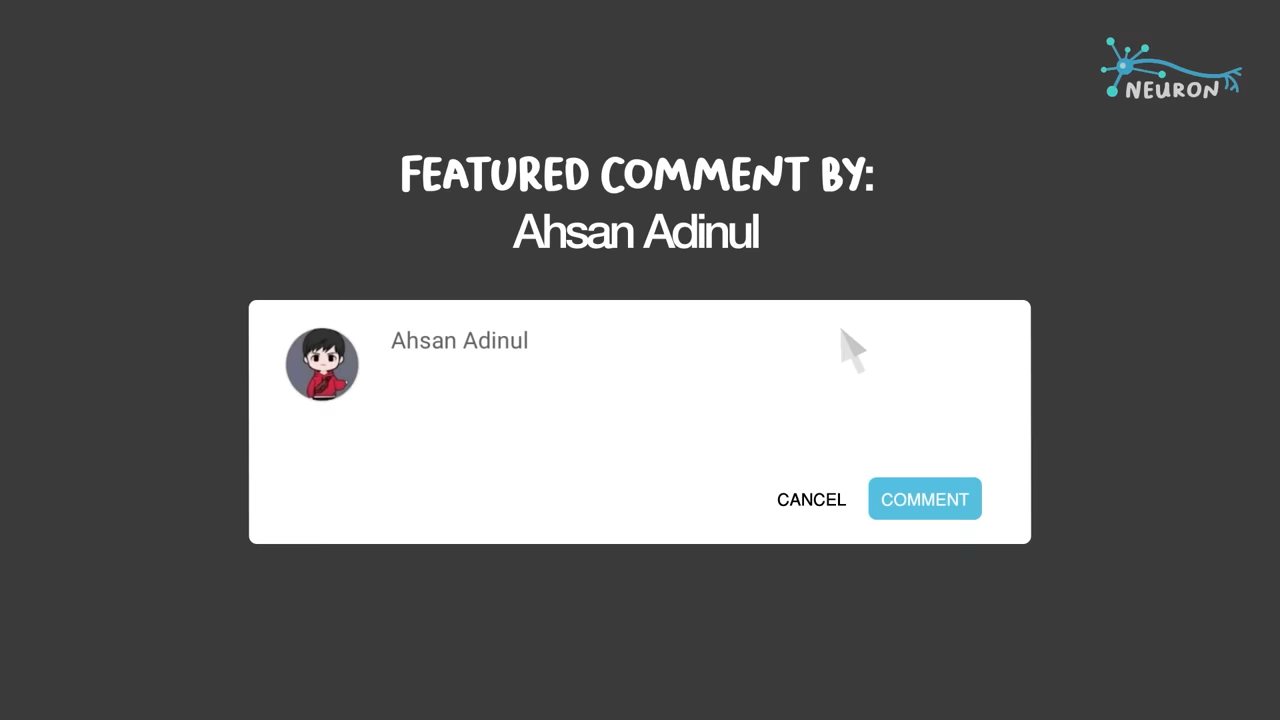 NEURON
FEATURED COMMENT BY:
Ahsan Adinul
Ahsan Adinul
CANCEL COMMENT